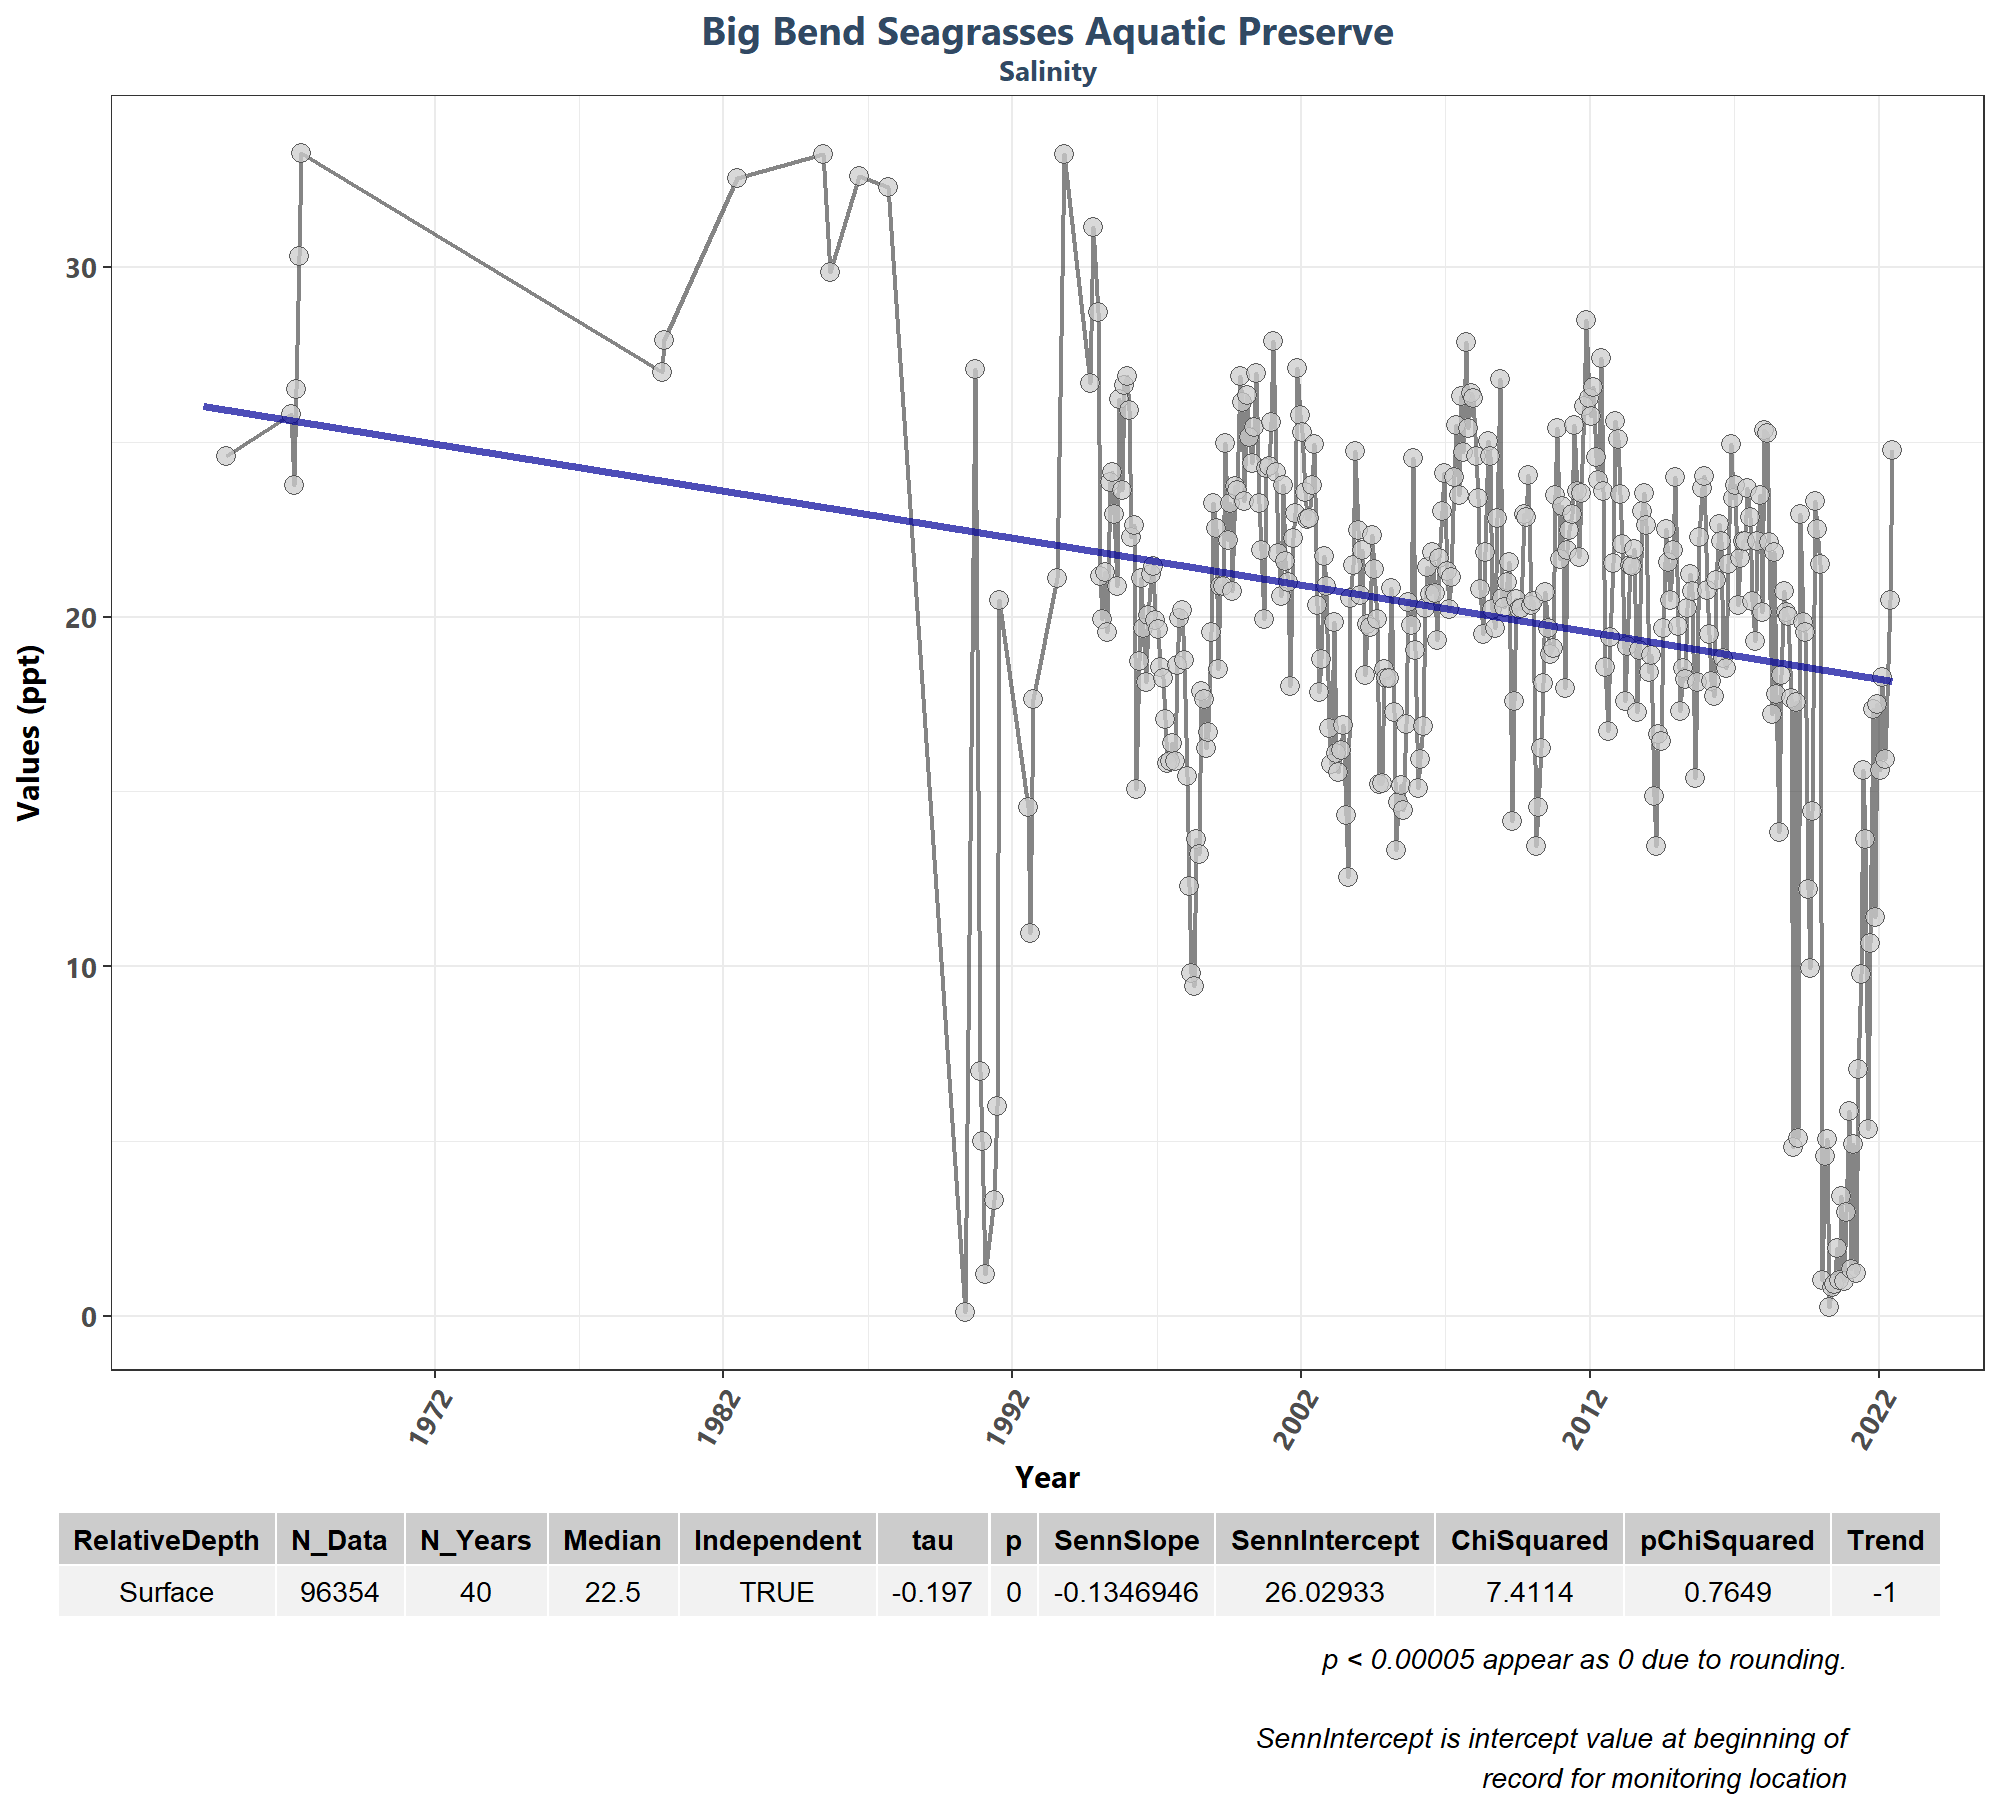 Big Bend Seagrasses Aquatic Preserve
Salinity
Values (ppt)
30
20
10
0
1972
1982
1992
2002
2012
2022
Year
RelativeDepth N_Data N_Years Median Independent tau p SennSlope SennIntercept ChiSquared pChiSquared Trend
Surface 96354 40 22.5 TRUE -0.197 0 -0.1346946 26.02933 7.4114 0.7649 -1
p < 0.00005 appear as 0 due to rounding.
SennIntercept is intercept value at beginning of
record for monitoring location